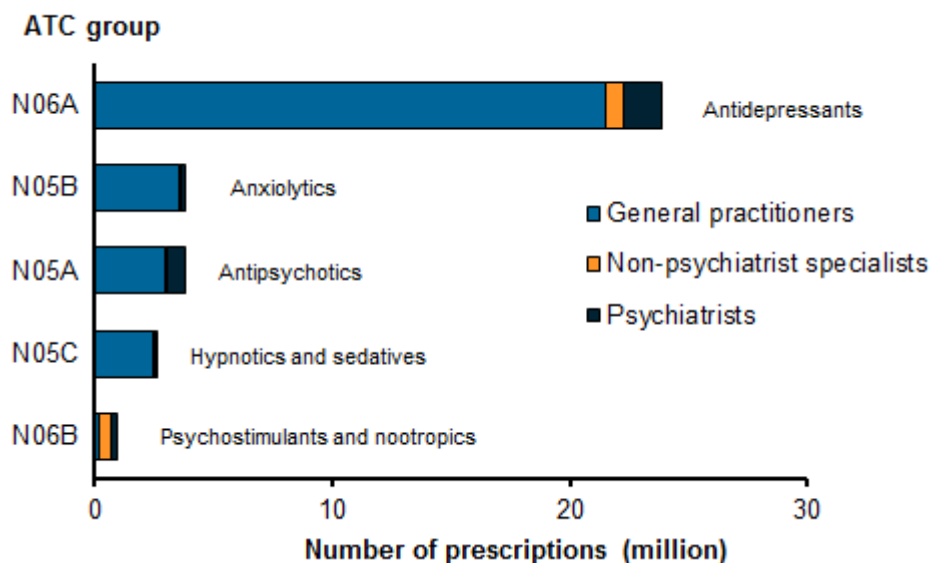 ATC group
N06A
Antidepressants
N05B
Anxiolytics
General practitioners
N05A
Antipsychotics
Non-psychiatrist specialists
Psychiatrists
N05C
Hypnotics and sedatives
N06B
Psychostimulants and nootropics
0 10 20 30
Number of prescriptions (million)